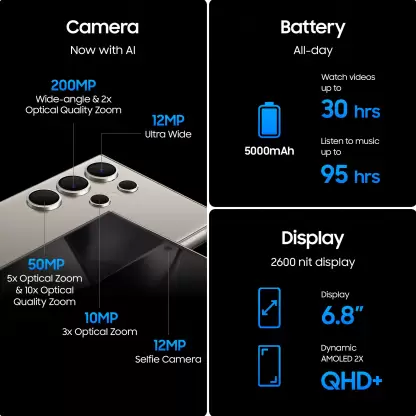 Camera
Now with AI
200MP
Wide-angle & 2x
Optical Quality Zoom
12MP
Ultra Wide
50MP
5x Optical Zoom
& 10x Optical
Quality Zoom
10MP
3x Optical Zoom
12MP
Selfie Camera
Battery
All-day
5000mAh
Watch videos
up to
30 hrs
Listen to music
up to
95 hrs
Display
2600 nit display
Display
6.8”
Dynamic
AMOLED 2X
QHD+